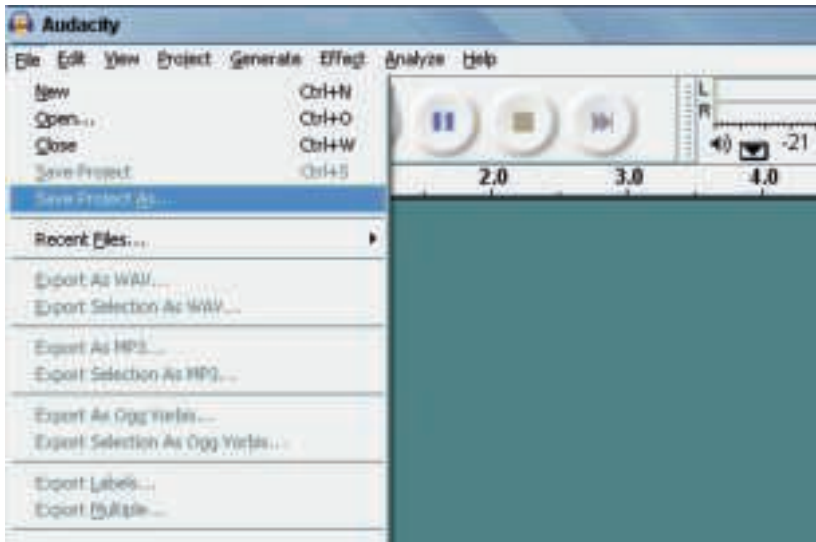 Audacity
File Edit View Project Generate Effect Analyze Help
New Ctrl+N
Open... Ctrl+O
Close Ctrl+W
Save Project Ctrl+S
Save Project As...
Recent Files...
Export As WAV...
Export Selection As WAV...
Export As MP3...
Export Selection As MP3...
Export As Ogg Vorbis...
Export Selection As Ogg Vorbis...
Export Labels...
Export Multiple...
L
R
-21
2.0 3.0 4.0